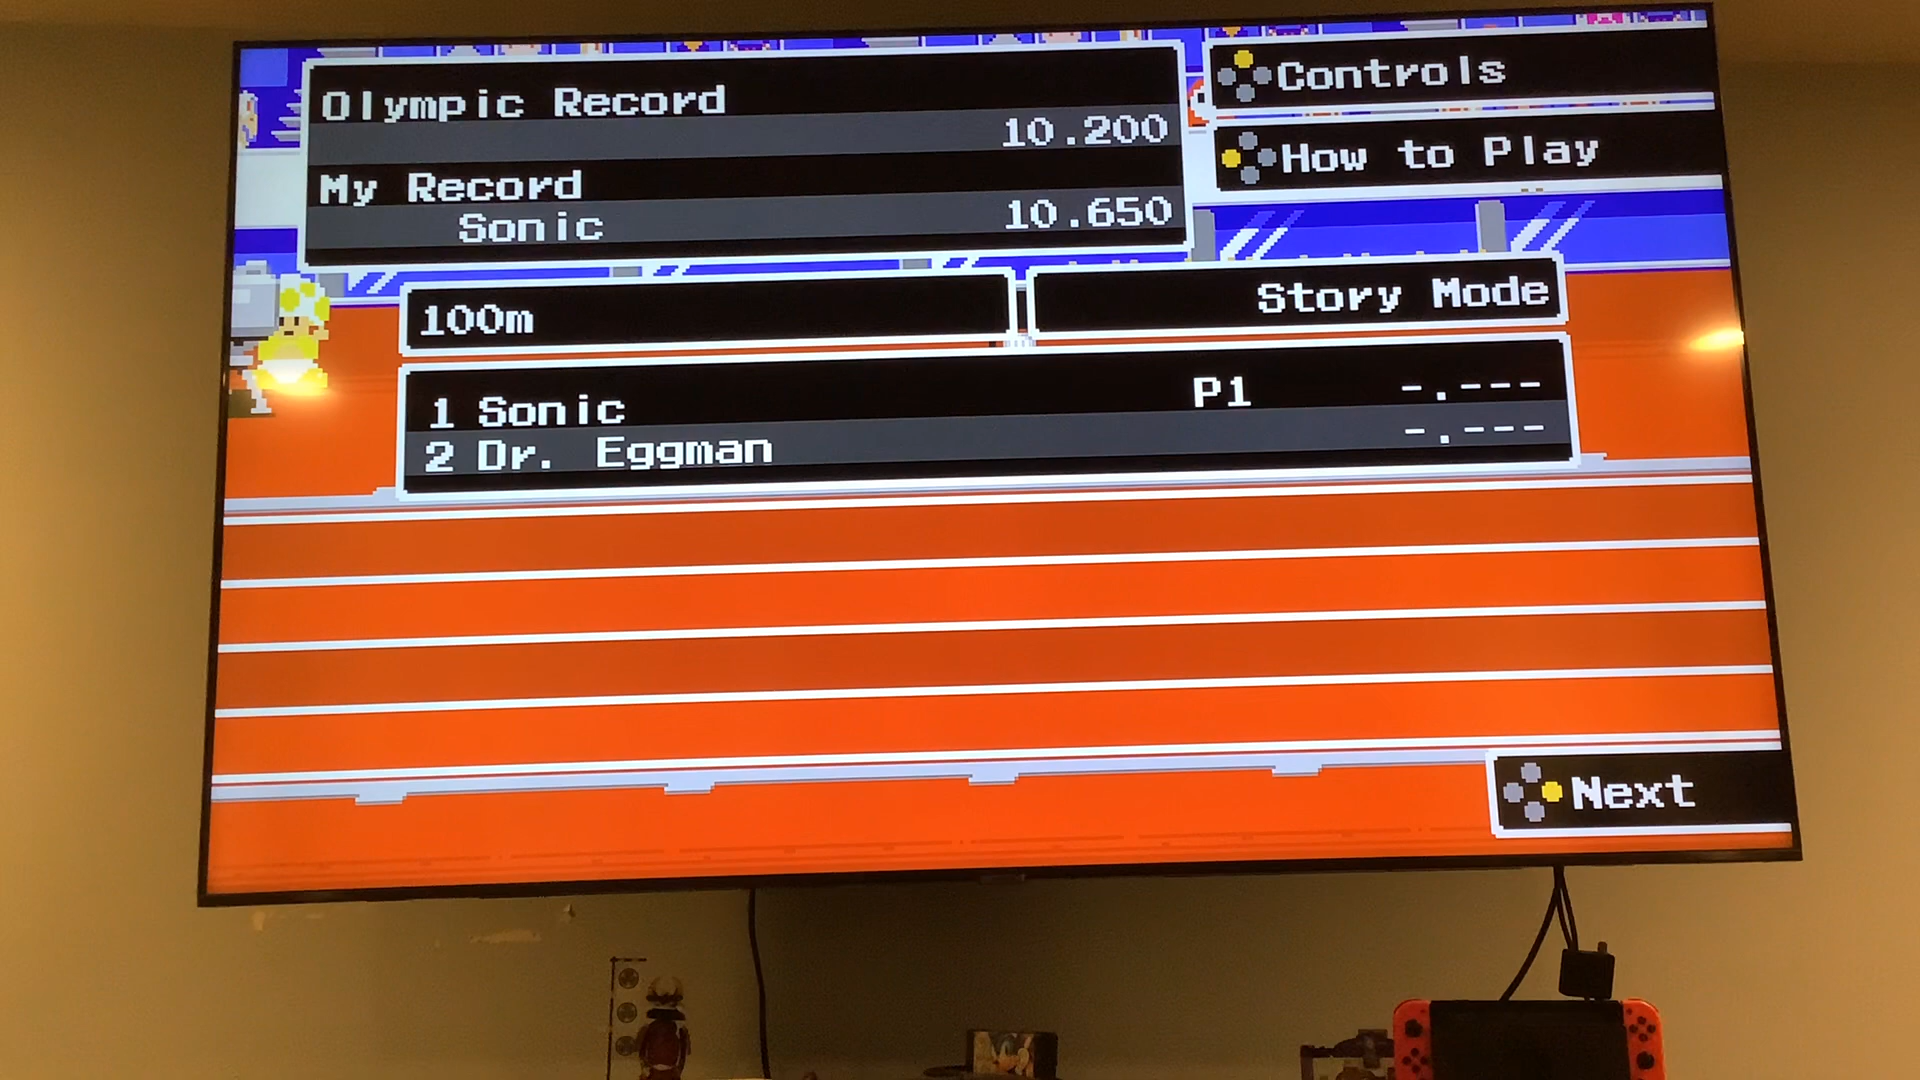 Olympic Record
10.200
My Record
Sonic 10.650
Controls
How to Play
100m
Story Mode
1 Sonic P1 -.---
2 Dr. Eggman -.---
Next